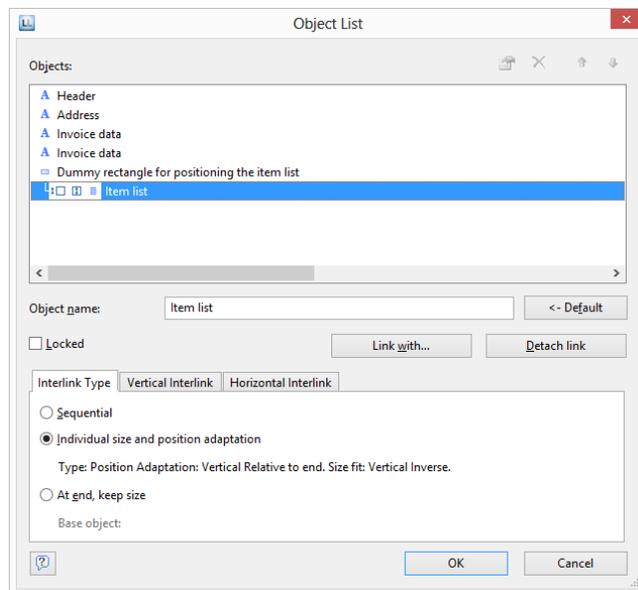 LL
Object List
Objects:
A Header
A Address
A Invoice data
A Invoice data
Dummy rectangle for positioning the item list
Item list
Object name: Item list <- Default
Locked Link with... Detach link
Interlink Type Vertical Interlink Horizontal Interlink
Sequential
Individual size and position adaptation
Type: Position Adaptation: Vertical Relative to end. Size fit: Vertical Inverse.
At end, keep size
Base object:
? OK Cancel